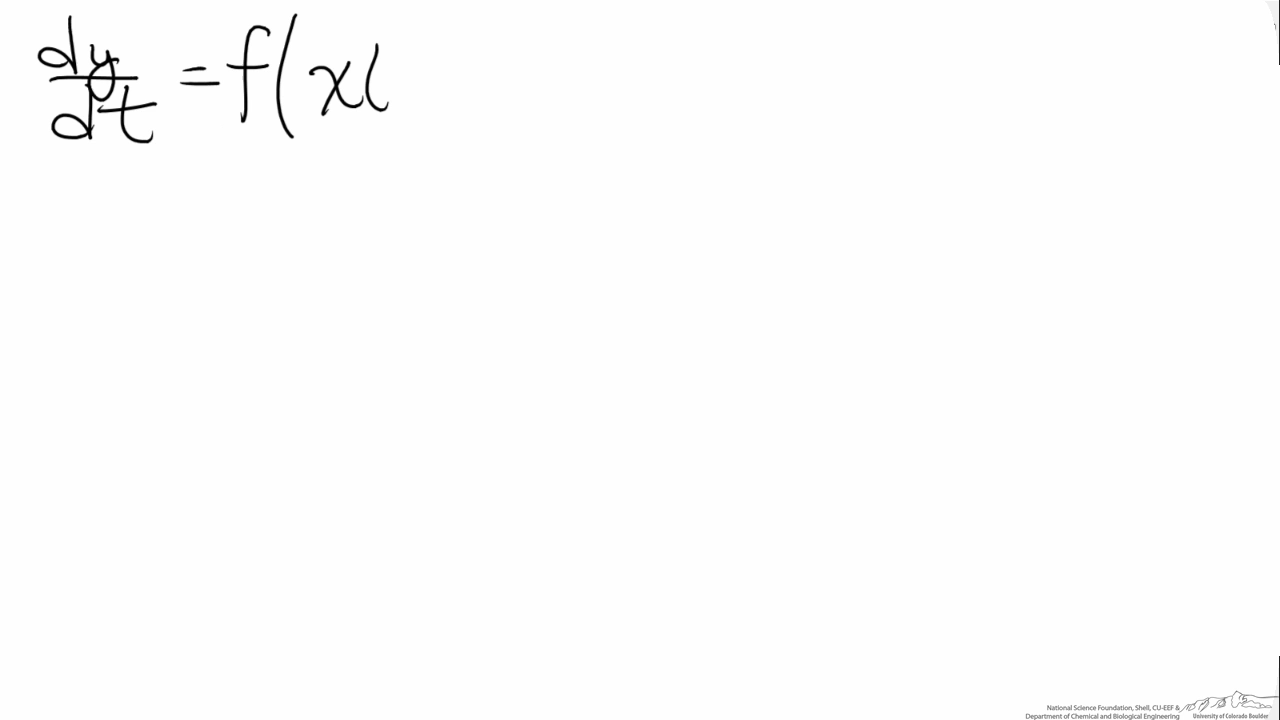 dy/dt = f(x(
National Science Foundation, Shell, CU-EEF &
Department of Chemical and Biological Engineering
University of Colorado Boulder